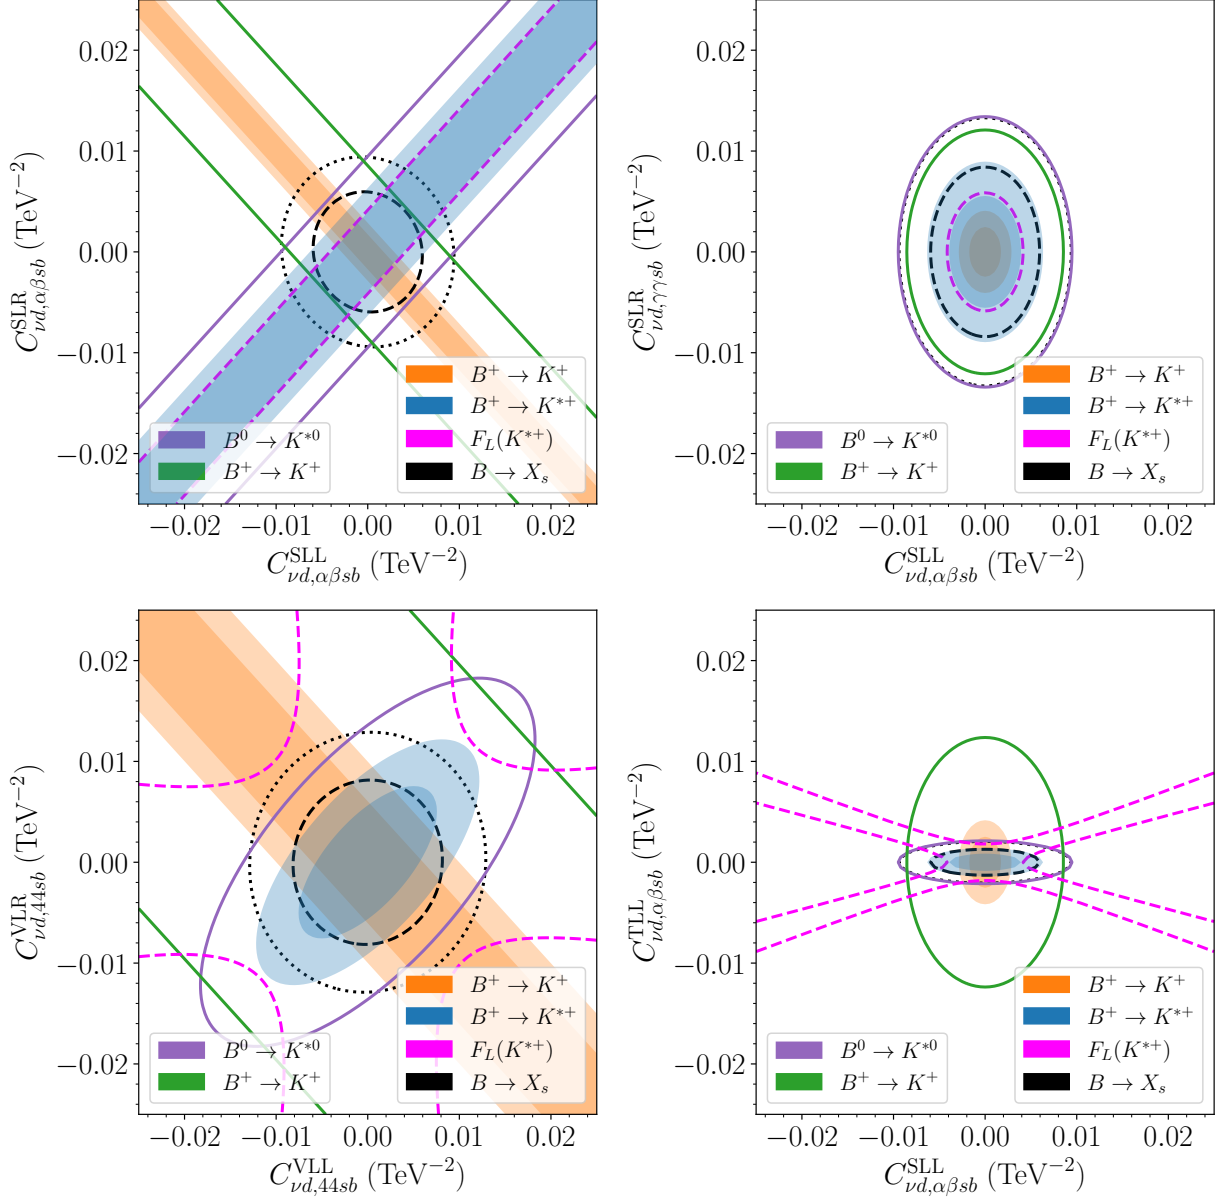 0.02
0.01
0.00
−0.01
−0.02
C^{SLR}_{νd,αβsb} (TeV^{−2})
B^+ → K^+
B^+ → K^{*+}
F_L(K^{*+})
B → X_s
B^0 → K^{*0}
B^+ → K^+
−0.02 −0.01 0.00 0.01 0.02
C^{SLL}_{νd,αβsb} (TeV^{−2})
0.02
0.01
0.00
−0.01
−0.02
C^{SLR}_{νd,γγsb} (TeV^{−2})
B^+ → K^+
B^+ → K^{*+}
F_L(K^{*+})
B → X_s
B^0 → K^{*0}
B^+ → K^+
−0.02 −0.01 0.00 0.01 0.02
C^{SLL}_{νd,αβsb} (TeV^{−2})
0.02
0.01
0.00
−0.01
−0.02
C^{VLR}_{νd,44sb} (TeV^{−2})
B^+ → K^+
B^+ → K^{*+}
F_L(K^{*+})
B → X_s
B^0 → K^{*0}
B^+ → K^+
−0.02 −0.01 0.00 0.01 0.02
C^{VLL}_{νd,44sb} (TeV^{−2})
0.02
0.01
0.00
−0.01
−0.02
C^{TLL}_{νd,αβsb} (TeV^{−2})
B^+ → K^+
B^+ → K^{*+}
F_L(K^{*+})
B → X_s
B^0 → K^{*0}
B^+ → K^+
−0.02 −0.01 0.00 0.01 0.02
C^{SLL}_{νd,αβsb} (TeV^{−2})